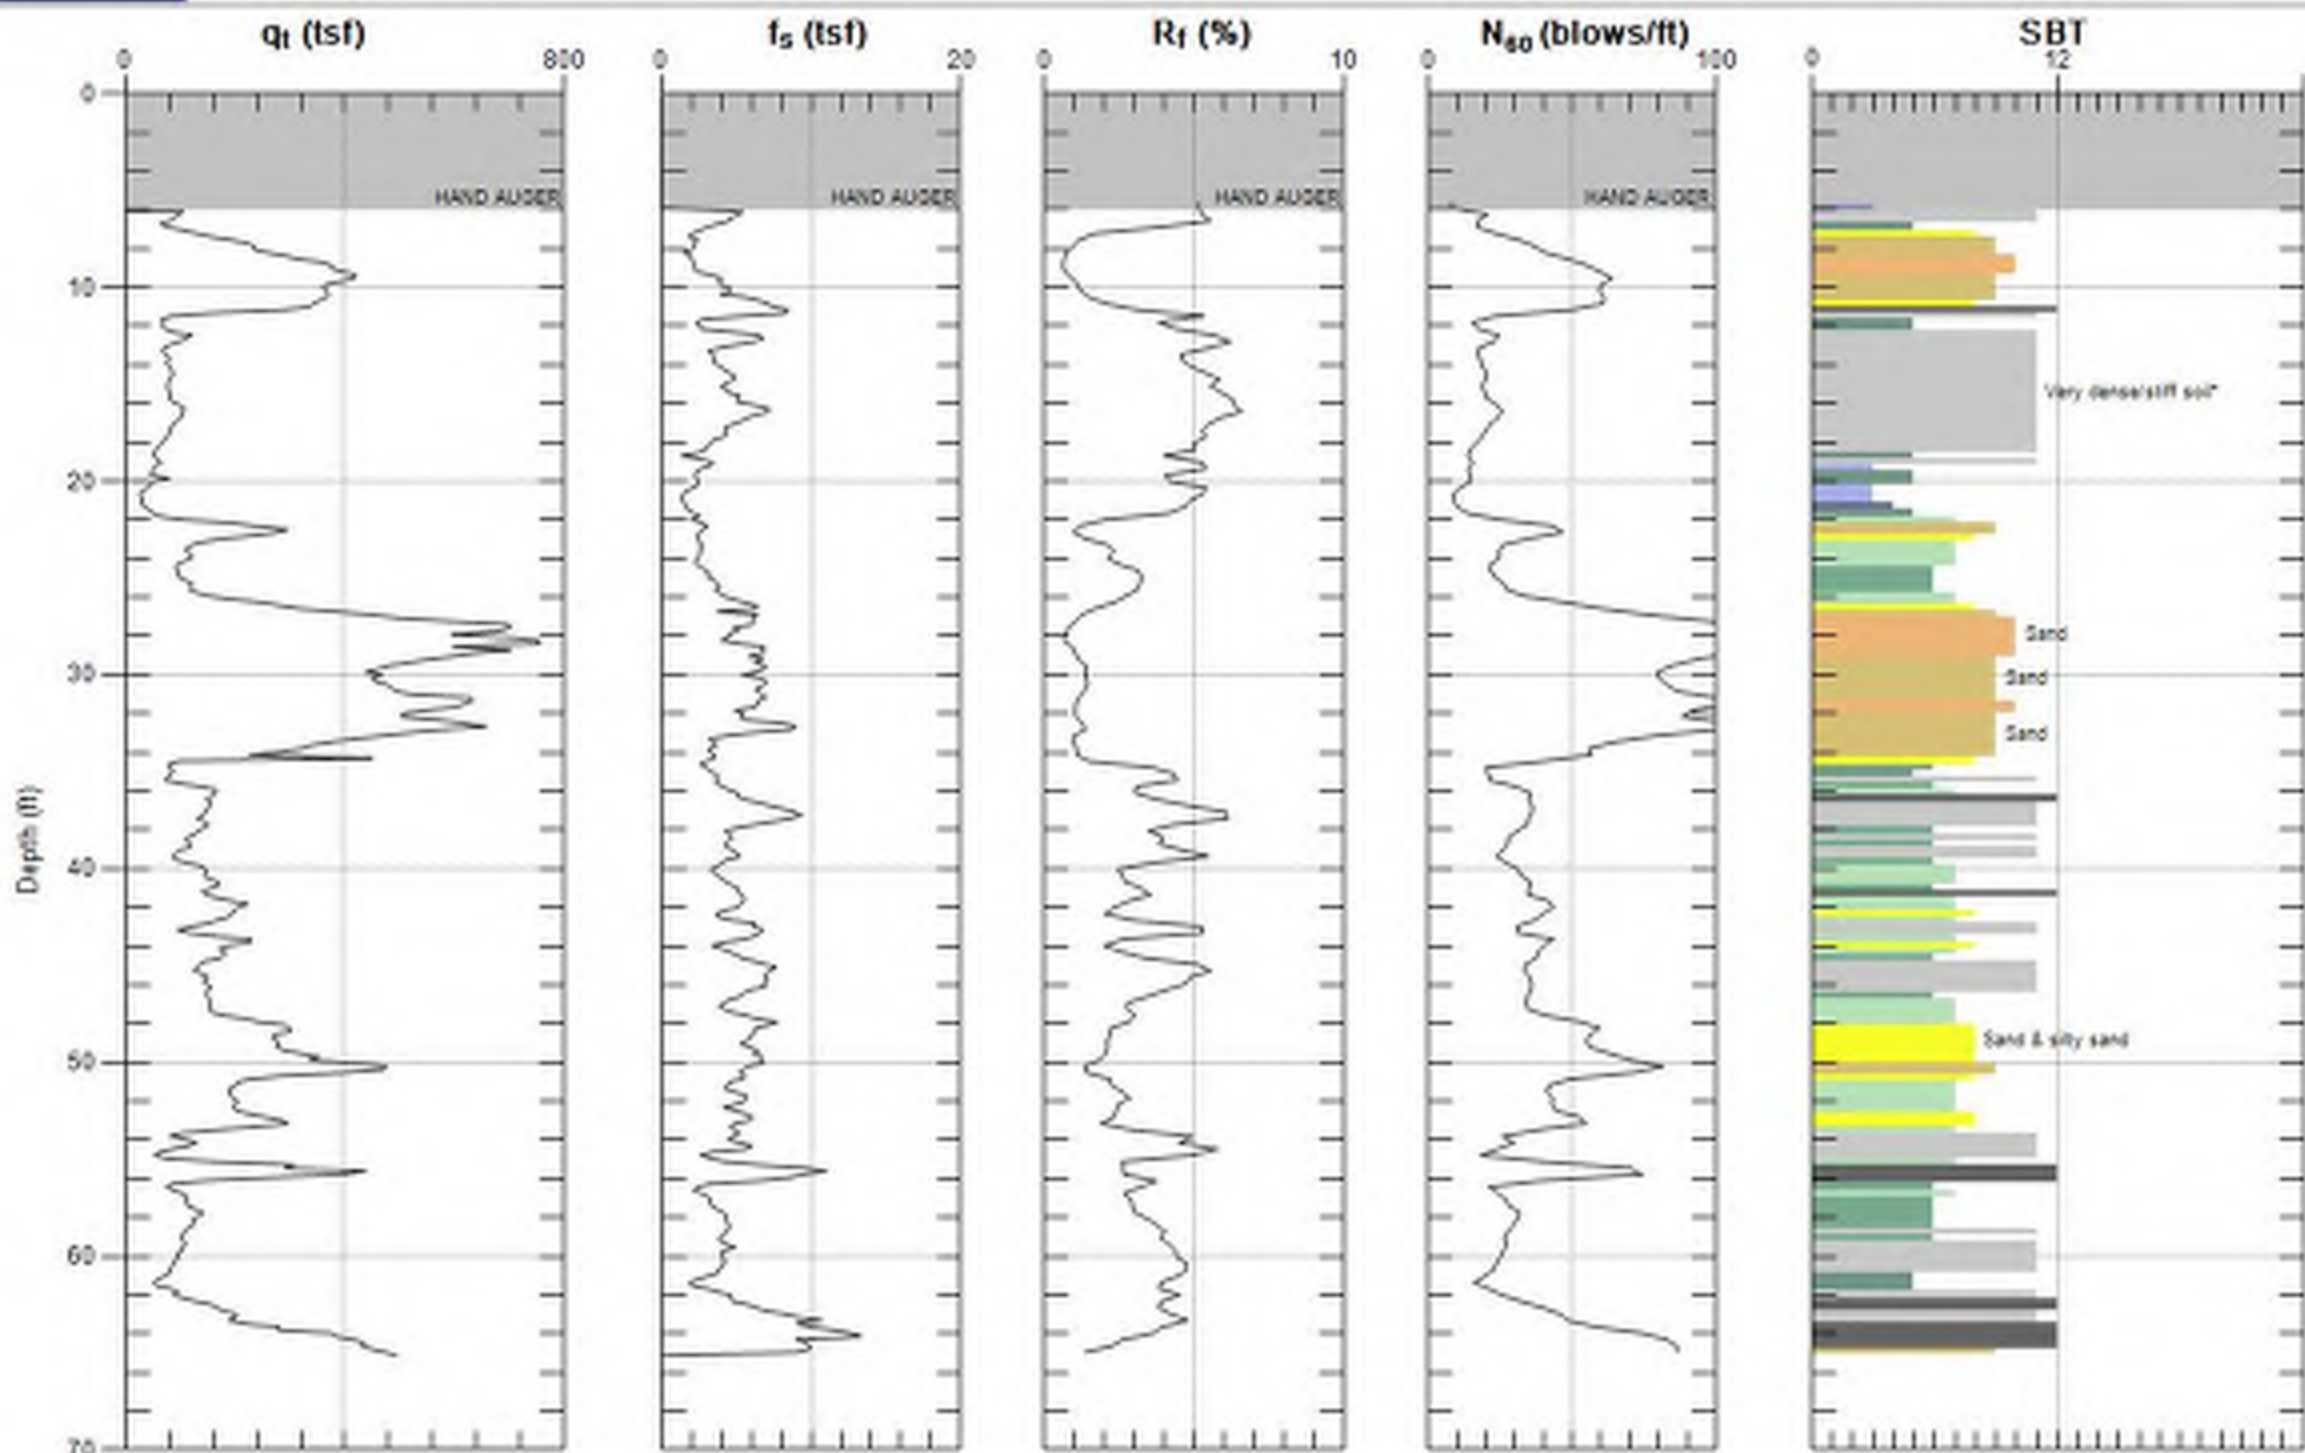 qt (tsf)
fs (tsf)
Rf (%)
N60 (blows/ft)
SBT
0
800
0
20
0
10
0
100
0
12
0
HAND AUGER
HAND AUGER
HAND AUGER
HAND AUGER
10
"Very dense/stiff soil"
20
Sand
30
Sand
Sand
Depth (ft)
40
50
Sand & silty sand
60
70